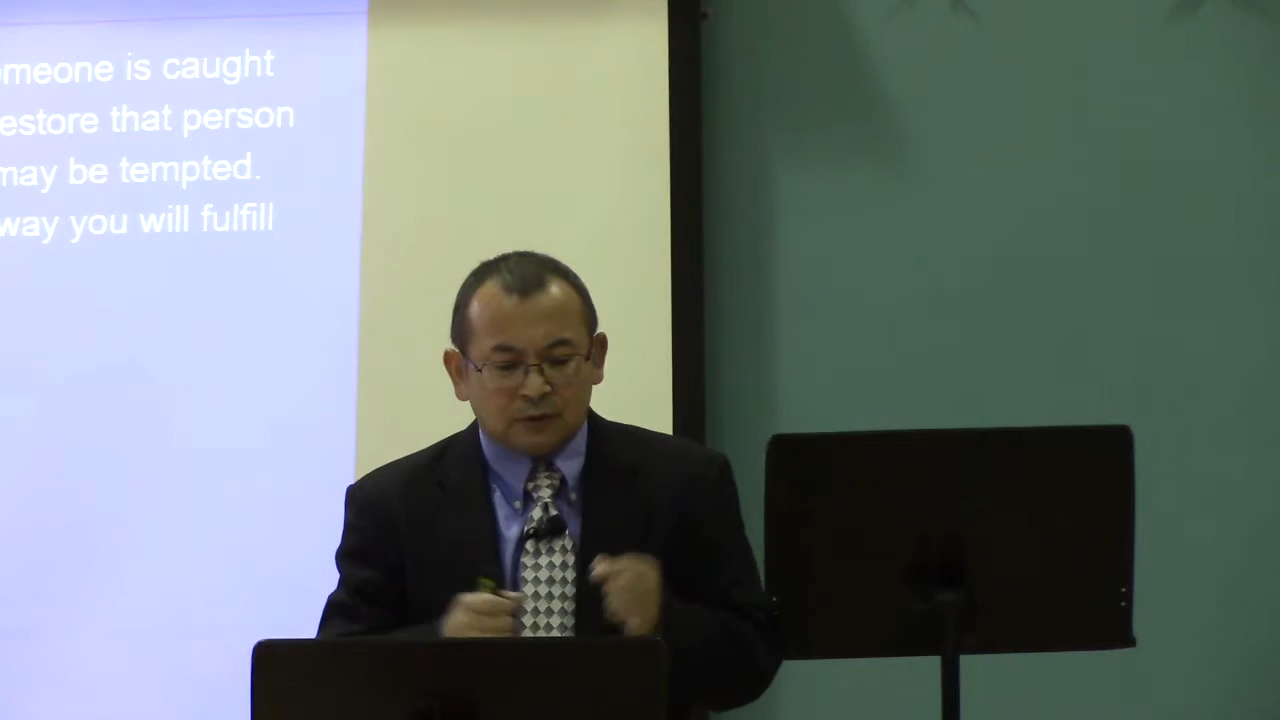 omeone is caught
estore that person
may be tempted.
way you will fulfill